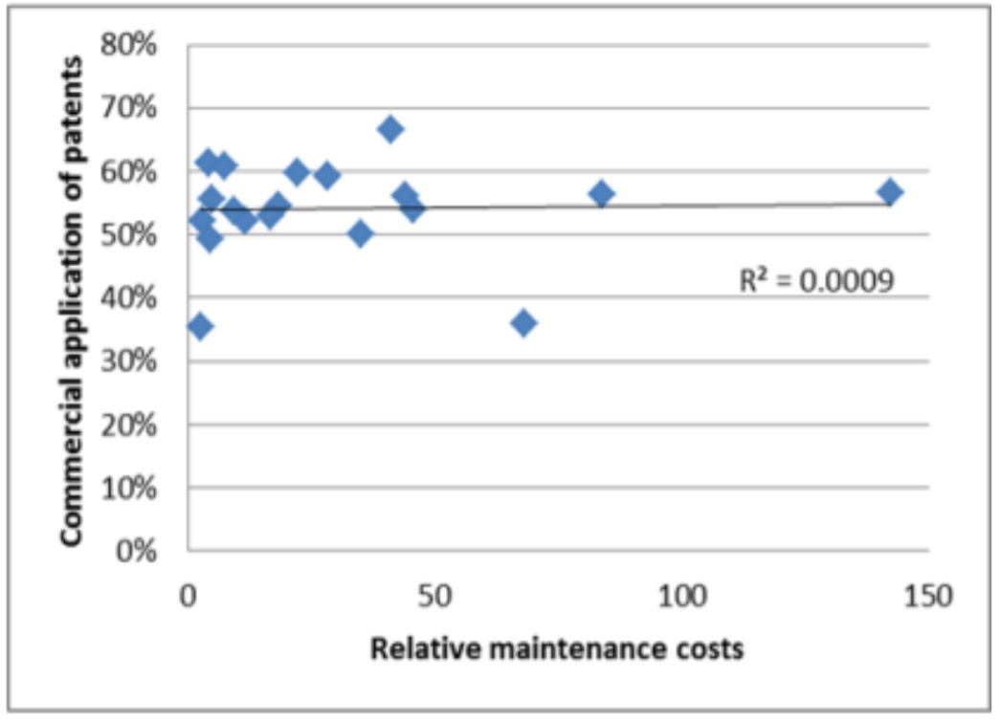 Commercial application of patents
80%
70%
60%
50%
40%
30%
20%
10%
0%
R² = 0.0009
0 50 100 150
Relative maintenance costs